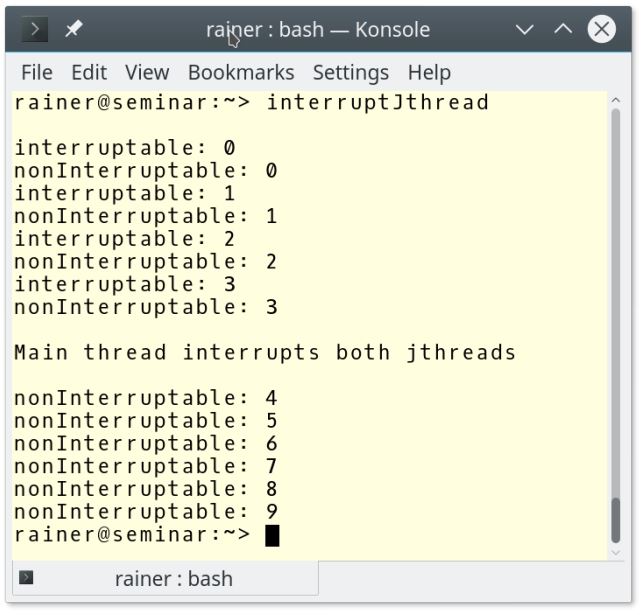 rainer : bash — Konsole
File Edit View Bookmarks Settings Help
rainer@seminar:~> interruptJthread
interruptable: 0
nonInterruptable: 0
interruptable: 1
nonInterruptable: 1
interruptable: 2
nonInterruptable: 2
interruptable: 3
nonInterruptable: 3
Main thread interrupts both jthreads
nonInterruptable: 4
nonInterruptable: 5
nonInterruptable: 6
nonInterruptable: 7
nonInterruptable: 8
nonInterruptable: 9
rainer@seminar:~>
rainer : bash